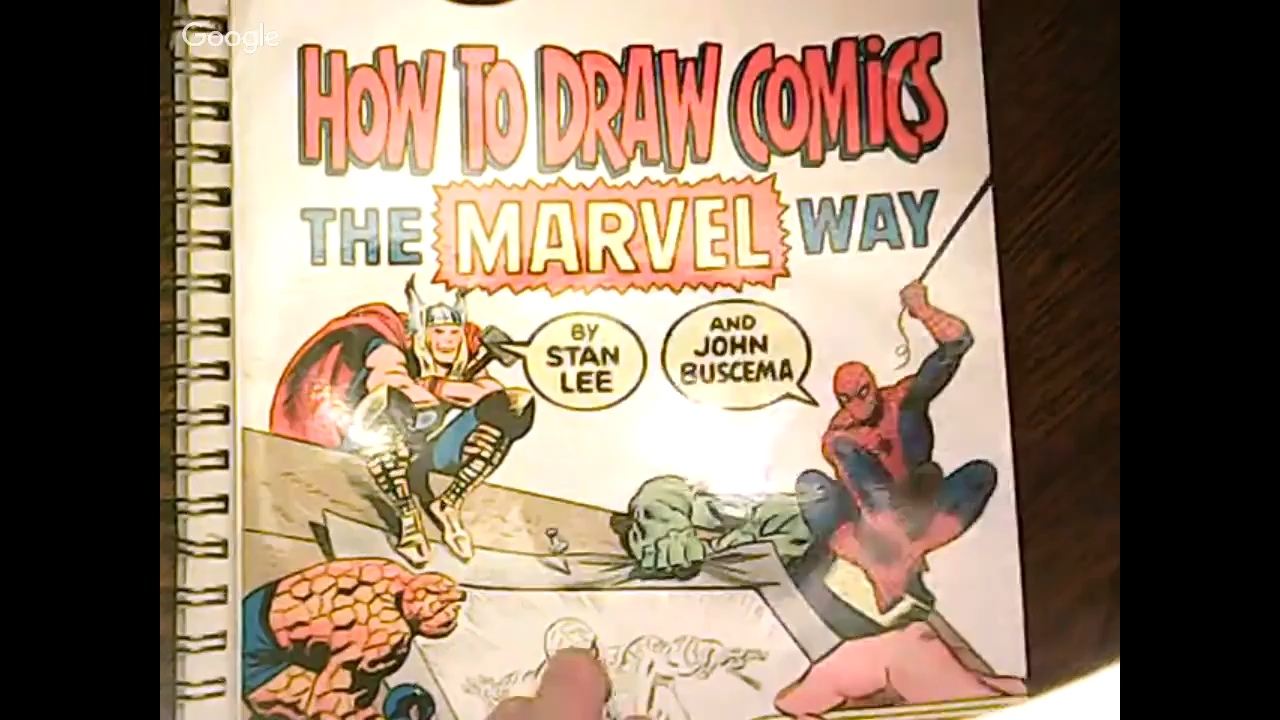 Google
HOW TO DRAW COMICS
THE MARVEL WAY
BY
STAN
LEE
AND
JOHN
BUSCEMA